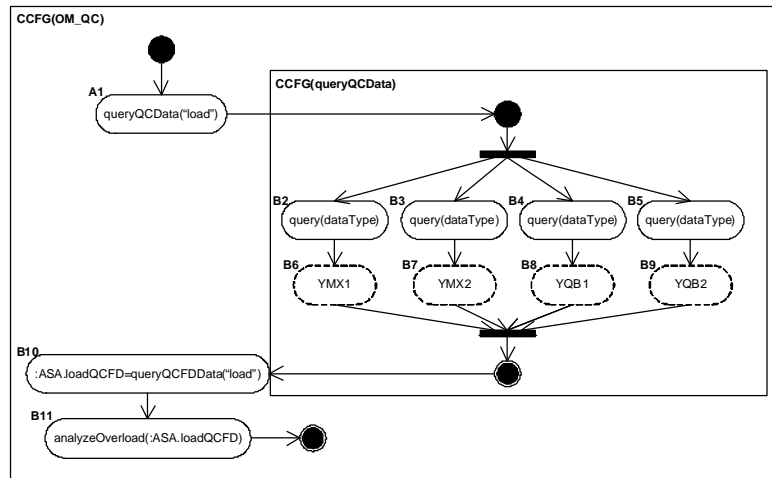 CCFG(OM_QC)
A1
queryQCData(“load”)
CCFG(queryQCData)
B2
B3
B4
B5
query(dataType)
query(dataType)
query(dataType)
query(dataType)
B6
B7
B8
B9
YMX1
YMX2
YQB1
YQB2
B10
:ASA.loadQCFD=queryQCFDData(“load”)
B11
analyzeOverload(:ASA.loadQCFD)